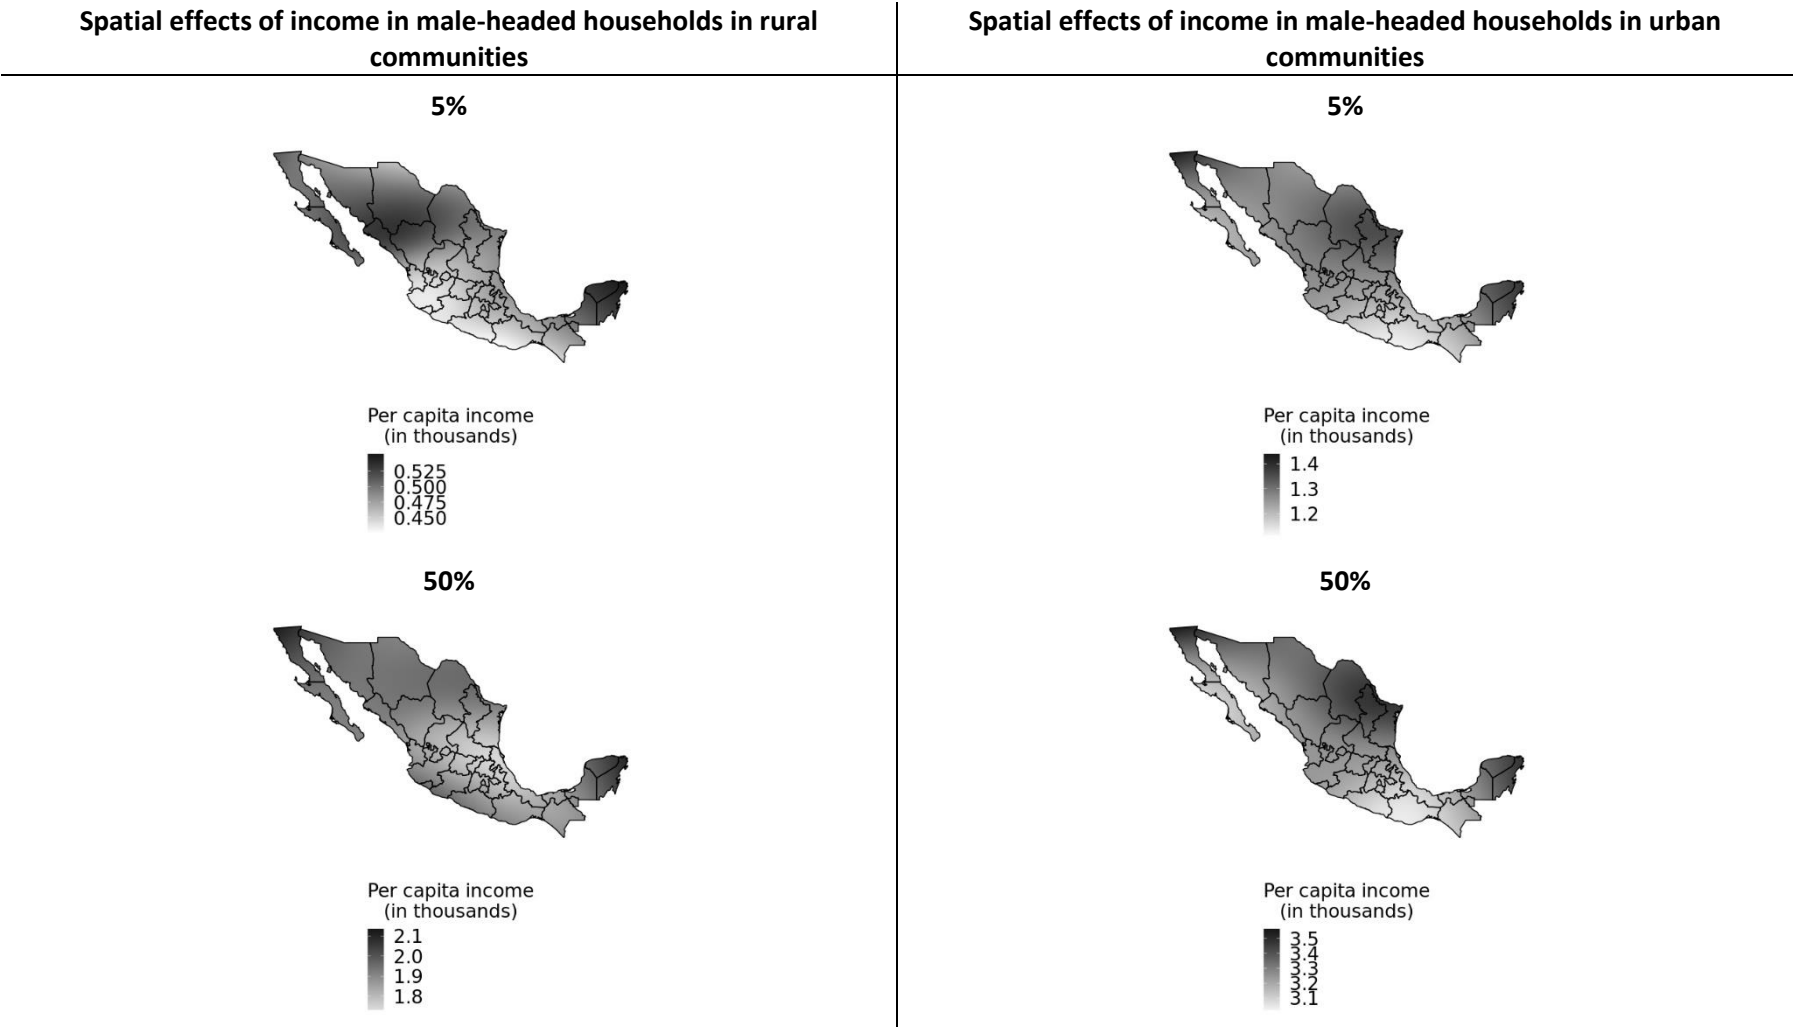 Spatial effects of income in male-headed households in rural
communities
Spatial effects of income in male-headed households in urban
communities
5%
Per capita income
(in thousands)
0.525
0.500
0.475
0.450
5%
Per capita income
(in thousands)
1.4
1.3
1.2
50%
Per capita income
(in thousands)
2.1
2.0
1.9
1.8
50%
Per capita income
(in thousands)
3.5
3.4
3.3
3.2
3.1